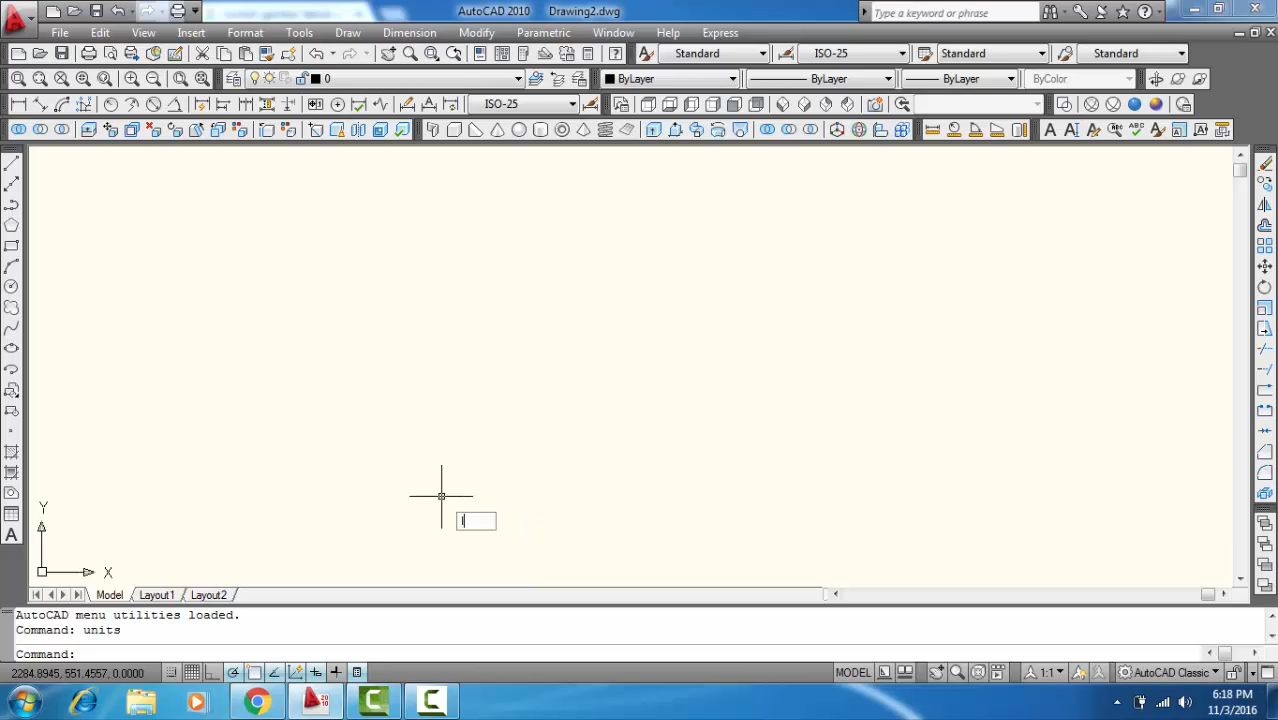 AutoCAD 2010 Drawing2.dwg
Type a keyword or phrase
File Edit View Insert Format Tools Draw Dimension Modify Parametric Window Help Express
Standard ISO-25 Standard Standard
0 ByLayer ByLayer ByLayer ByColor
ISO-25
Y
X
Model Layout1 Layout2
AutoCAD menu utilities loaded.
Command: units
Command:
2284.8945, 551.4557, 0.0000 MODEL 1:1 AutoCAD Classic
6:18 PM
11/3/2016